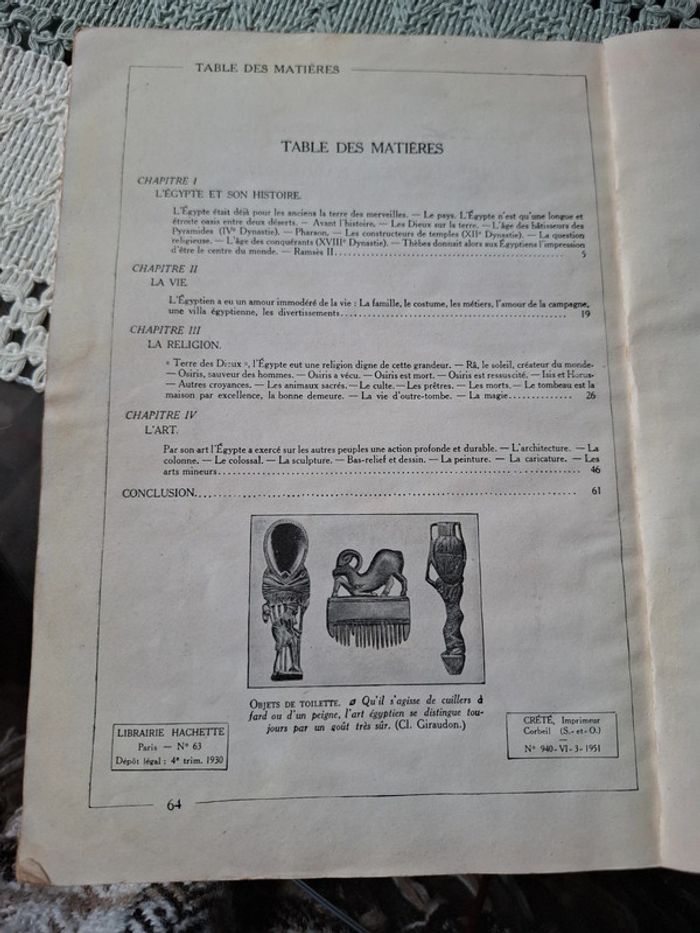 TABLE DES MATIÈRES
TABLE DES MATIÈRES
CHAPITRE I
L'ÉGYPTE ET SON HISTOIRE.
L'Égypte était déjà pour les anciens la terre des merveilles. — Le pays. L'Égypte n'est qu'une longue et
étroite oasis entre deux déserts. — Avant l'histoire. — Les Dieux sur la terre. — L'âge des bâtisseurs des
Pyramides (IVe Dynastie). — Pharaon. — Les constructeurs de temples (XIIe Dynastie). — La question
religieuse. — L'âge des conquérants (XVIIIe Dynastie). — Thèbes donnait alors aux Égyptiens l'impression
d'être le centre du monde. — Ramsès II. 5
CHAPITRE II
LA VIE.
L'Égyptien a eu un amour immodéré de la vie : La famille, le costume, les métiers, l'amour de la campagne,
une villa égyptienne, les divertissements. 19
CHAPITRE III
LA RELIGION.
« Terre des Dieux », l'Égypte eut une religion digne de cette grandeur. — Râ, le soleil, créateur du monde.
— Osiris, sauveur des hommes. — Osiris a vécu. — Osiris est mort. — Osiris est ressuscité. — Isis et Horus.
— Autres croyances. — Les animaux sacrés. — Le culte. — Les prêtres. — Les morts. — Le tombeau est la
maison par excellence, la bonne demeure. — La vie d'outre-tombe. — La magie. 26
CHAPITRE IV
L'ART.
Par son art l'Égypte a exercé sur les autres peuples une action profonde et durable. — L'architecture. — La
colonne. — Le colossal. — La sculpture. — Bas-relief et dessin. — La peinture. — La caricature. — Les
arts mineurs. 46
CONCLUSION. 61
OBJETS DE TOILETTE. Qu'il s'agisse de cuillers à
fard ou d'un peigne, l'art égyptien se distingue tou-
jours par un goût très sûr. (Cl. Giraudon.)
LIBRAIRIE HACHETTE
Paris — N° 63
Dépôt légal : 4e trim. 1930
CRÉTÉ, Imprimeur
Corbeil (S.-et-O.)
—
N° 940-VI-3-1951
64